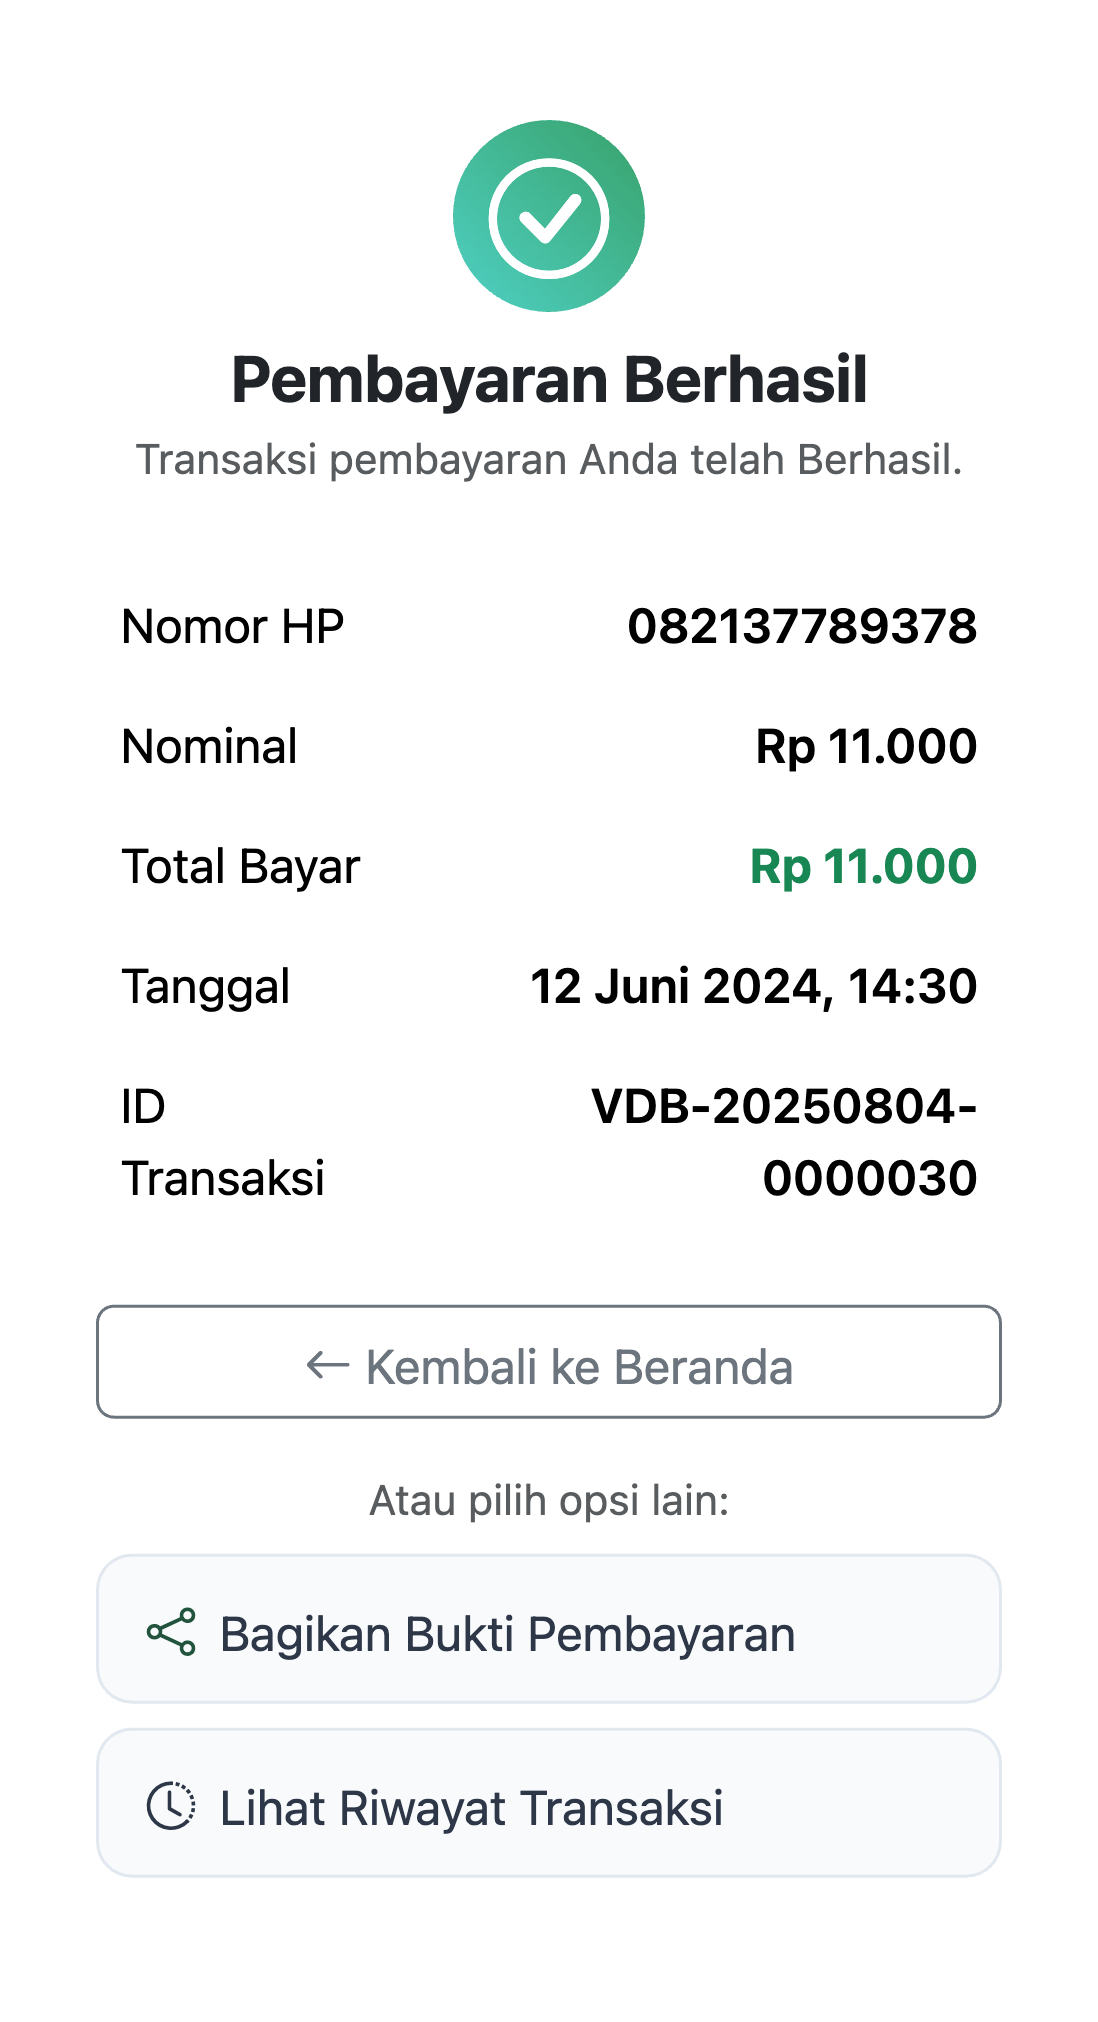 Pembayaran Berhasil
Transaksi pembayaran Anda telah Berhasil.
Nomor HP 082137789378
Nominal Rp 11.000
Total Bayar Rp 11.000
Tanggal 12 Juni 2024, 14:30
ID VDB-20250804-
Transaksi 0000030
← Kembali ke Beranda
Atau pilih opsi lain:
Bagikan Bukti Pembayaran
Lihat Riwayat Transaksi